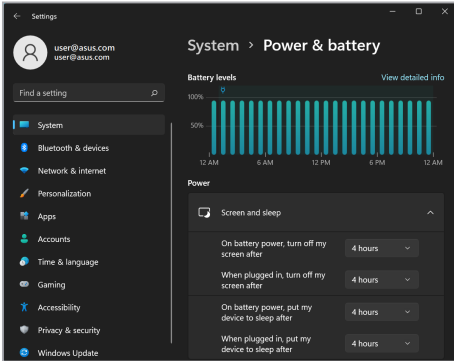 Settings
user@asus.com
user@asus.com
Find a setting
System
Bluetooth & devices
Network & internet
Personalization
Apps
Accounts
Time & language
Gaming
Accessibility
Privacy & security
Windows Update
System > Power & battery
Battery levels
View detailed info
100%
50%
12 AM 6 AM 12 PM 6 PM 12 AM
Power
Screen and sleep
On battery power, turn off my
screen after
4 hours
When plugged in, turn off my
screen after
4 hours
On battery power, put my
device to sleep after
4 hours
When plugged in, put my
device to sleep after
4 hours